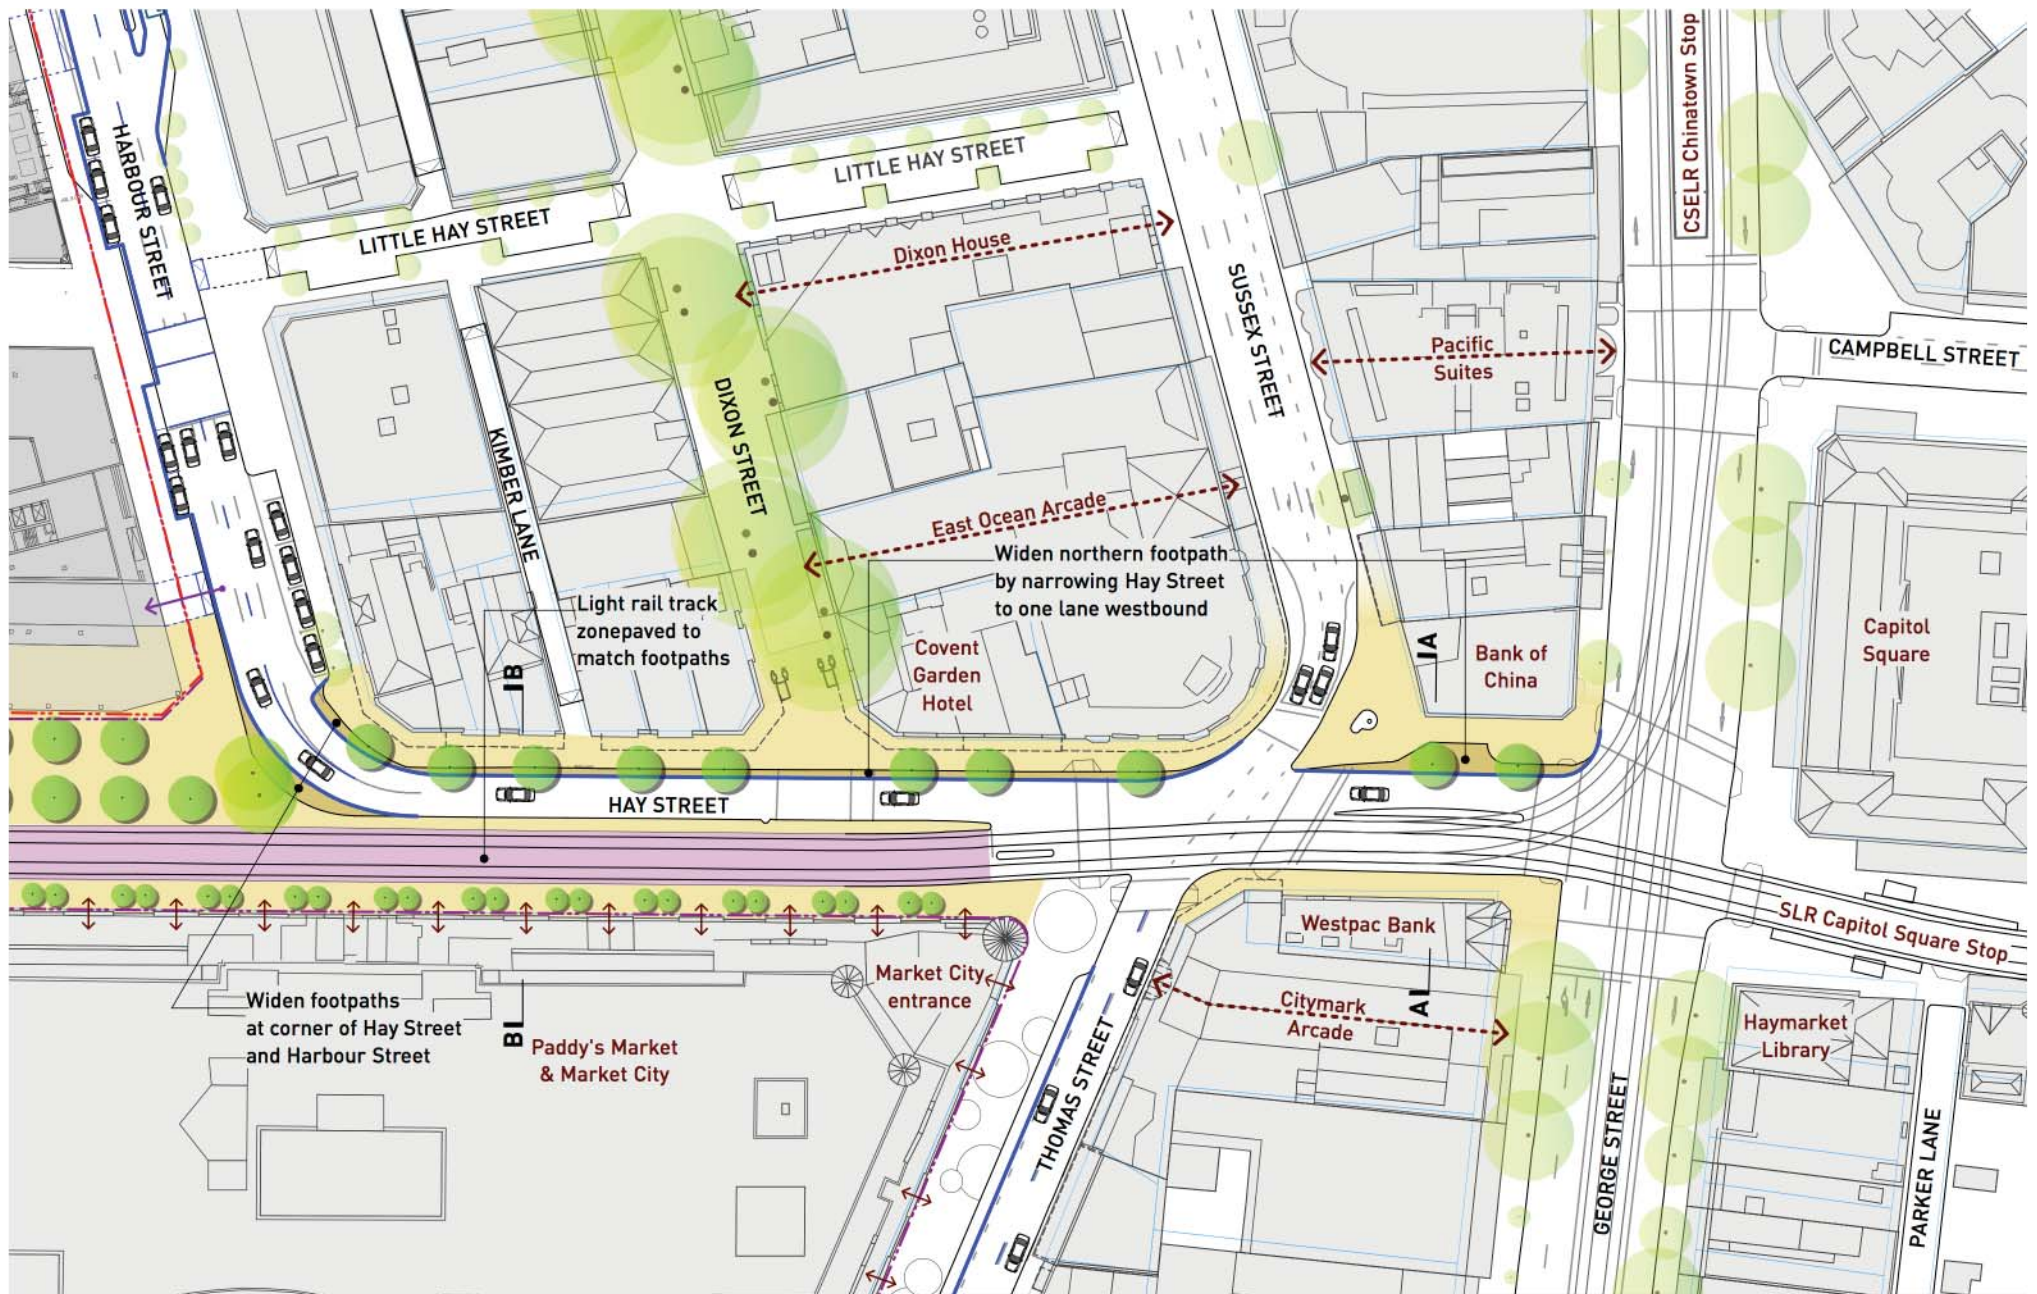 CSELR Chinatown Stop
HARBOUR STREET
LITTLE HAY STREET
LITTLE HAY STREET
Dixon House
SUSSEX STREET
Pacific
Suites
CAMPBELL STREET
DIXON STREET
KIMBER LANE
East Ocean Arcade
Widen northern footpath
by narrowing Hay Street
to one lane westbound
Light rail track
zonepaved to
match footpaths
Covent
Garden
Hotel
B
A
Bank of
China
Capitol
Square
HAY STREET
Westpac Bank
SLR Capitol Square Stop
Market City
entrance
Citymark
Arcade
A
Widen footpaths
at corner of Hay Street
and Harbour Street
B
Paddy's Market
& Market City
Haymarket
Library
THOMAS STREET
GEORGE STREET
PARKER LANE